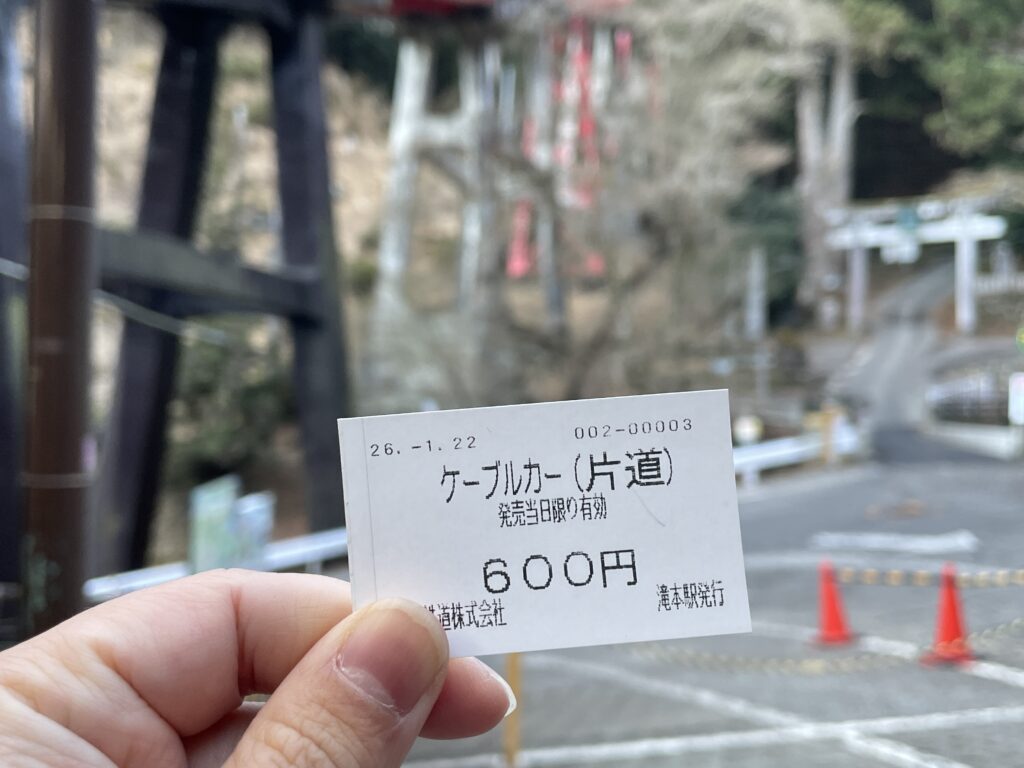 26.-1.22
002-00003
ケーブルカー(片道)
発売当日限り有効
600円
道株式会社
滝本駅発行